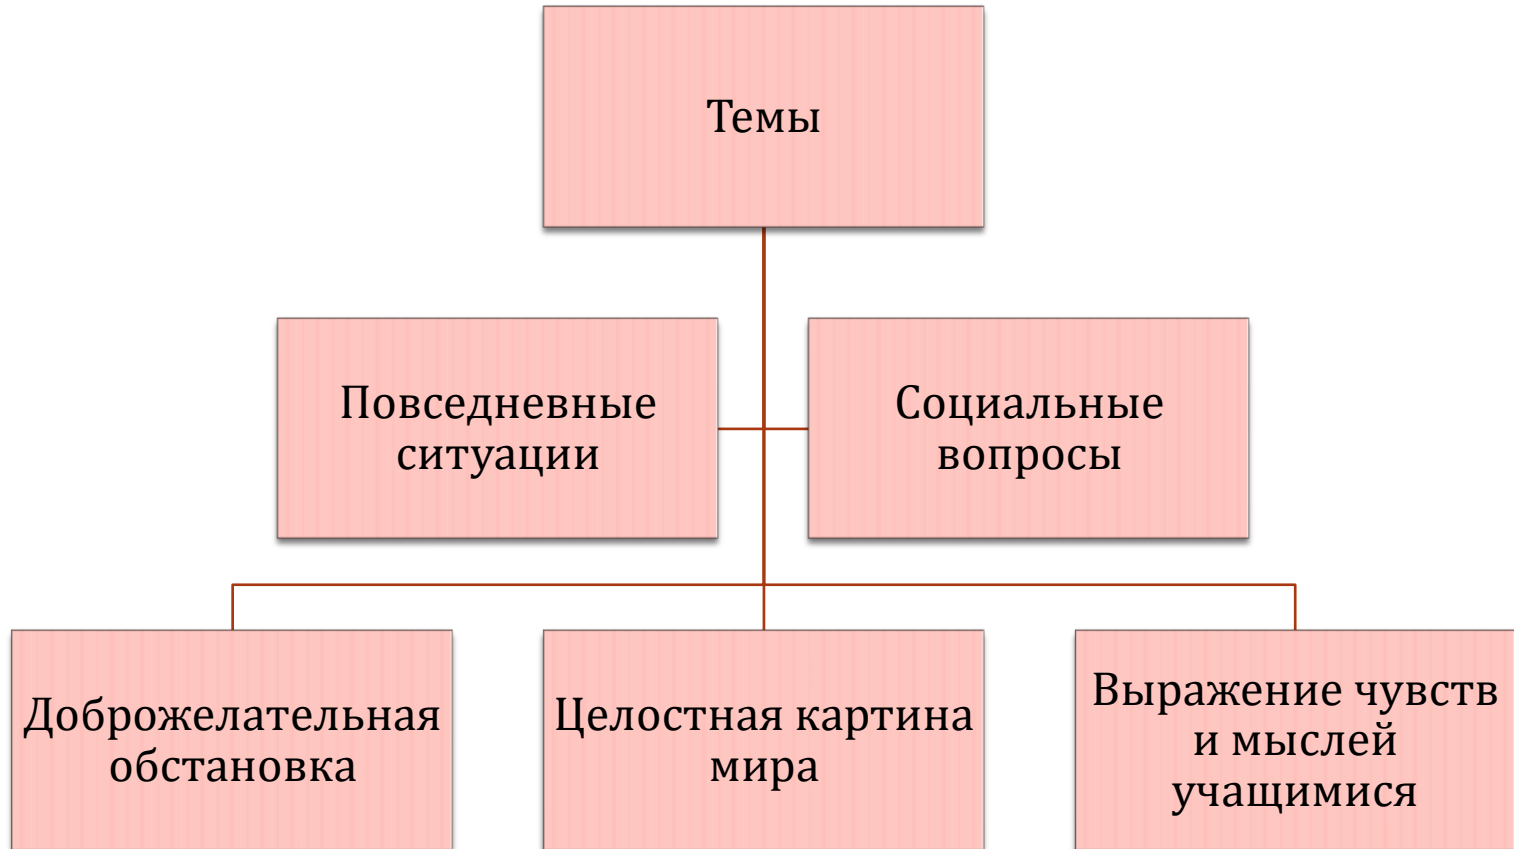 Темы
Повседневные
ситуации
Социальные
вопросы
Доброжелательная
обстановка
Целостная картина
мира
Выражение чувств
и мыслей
учащимися